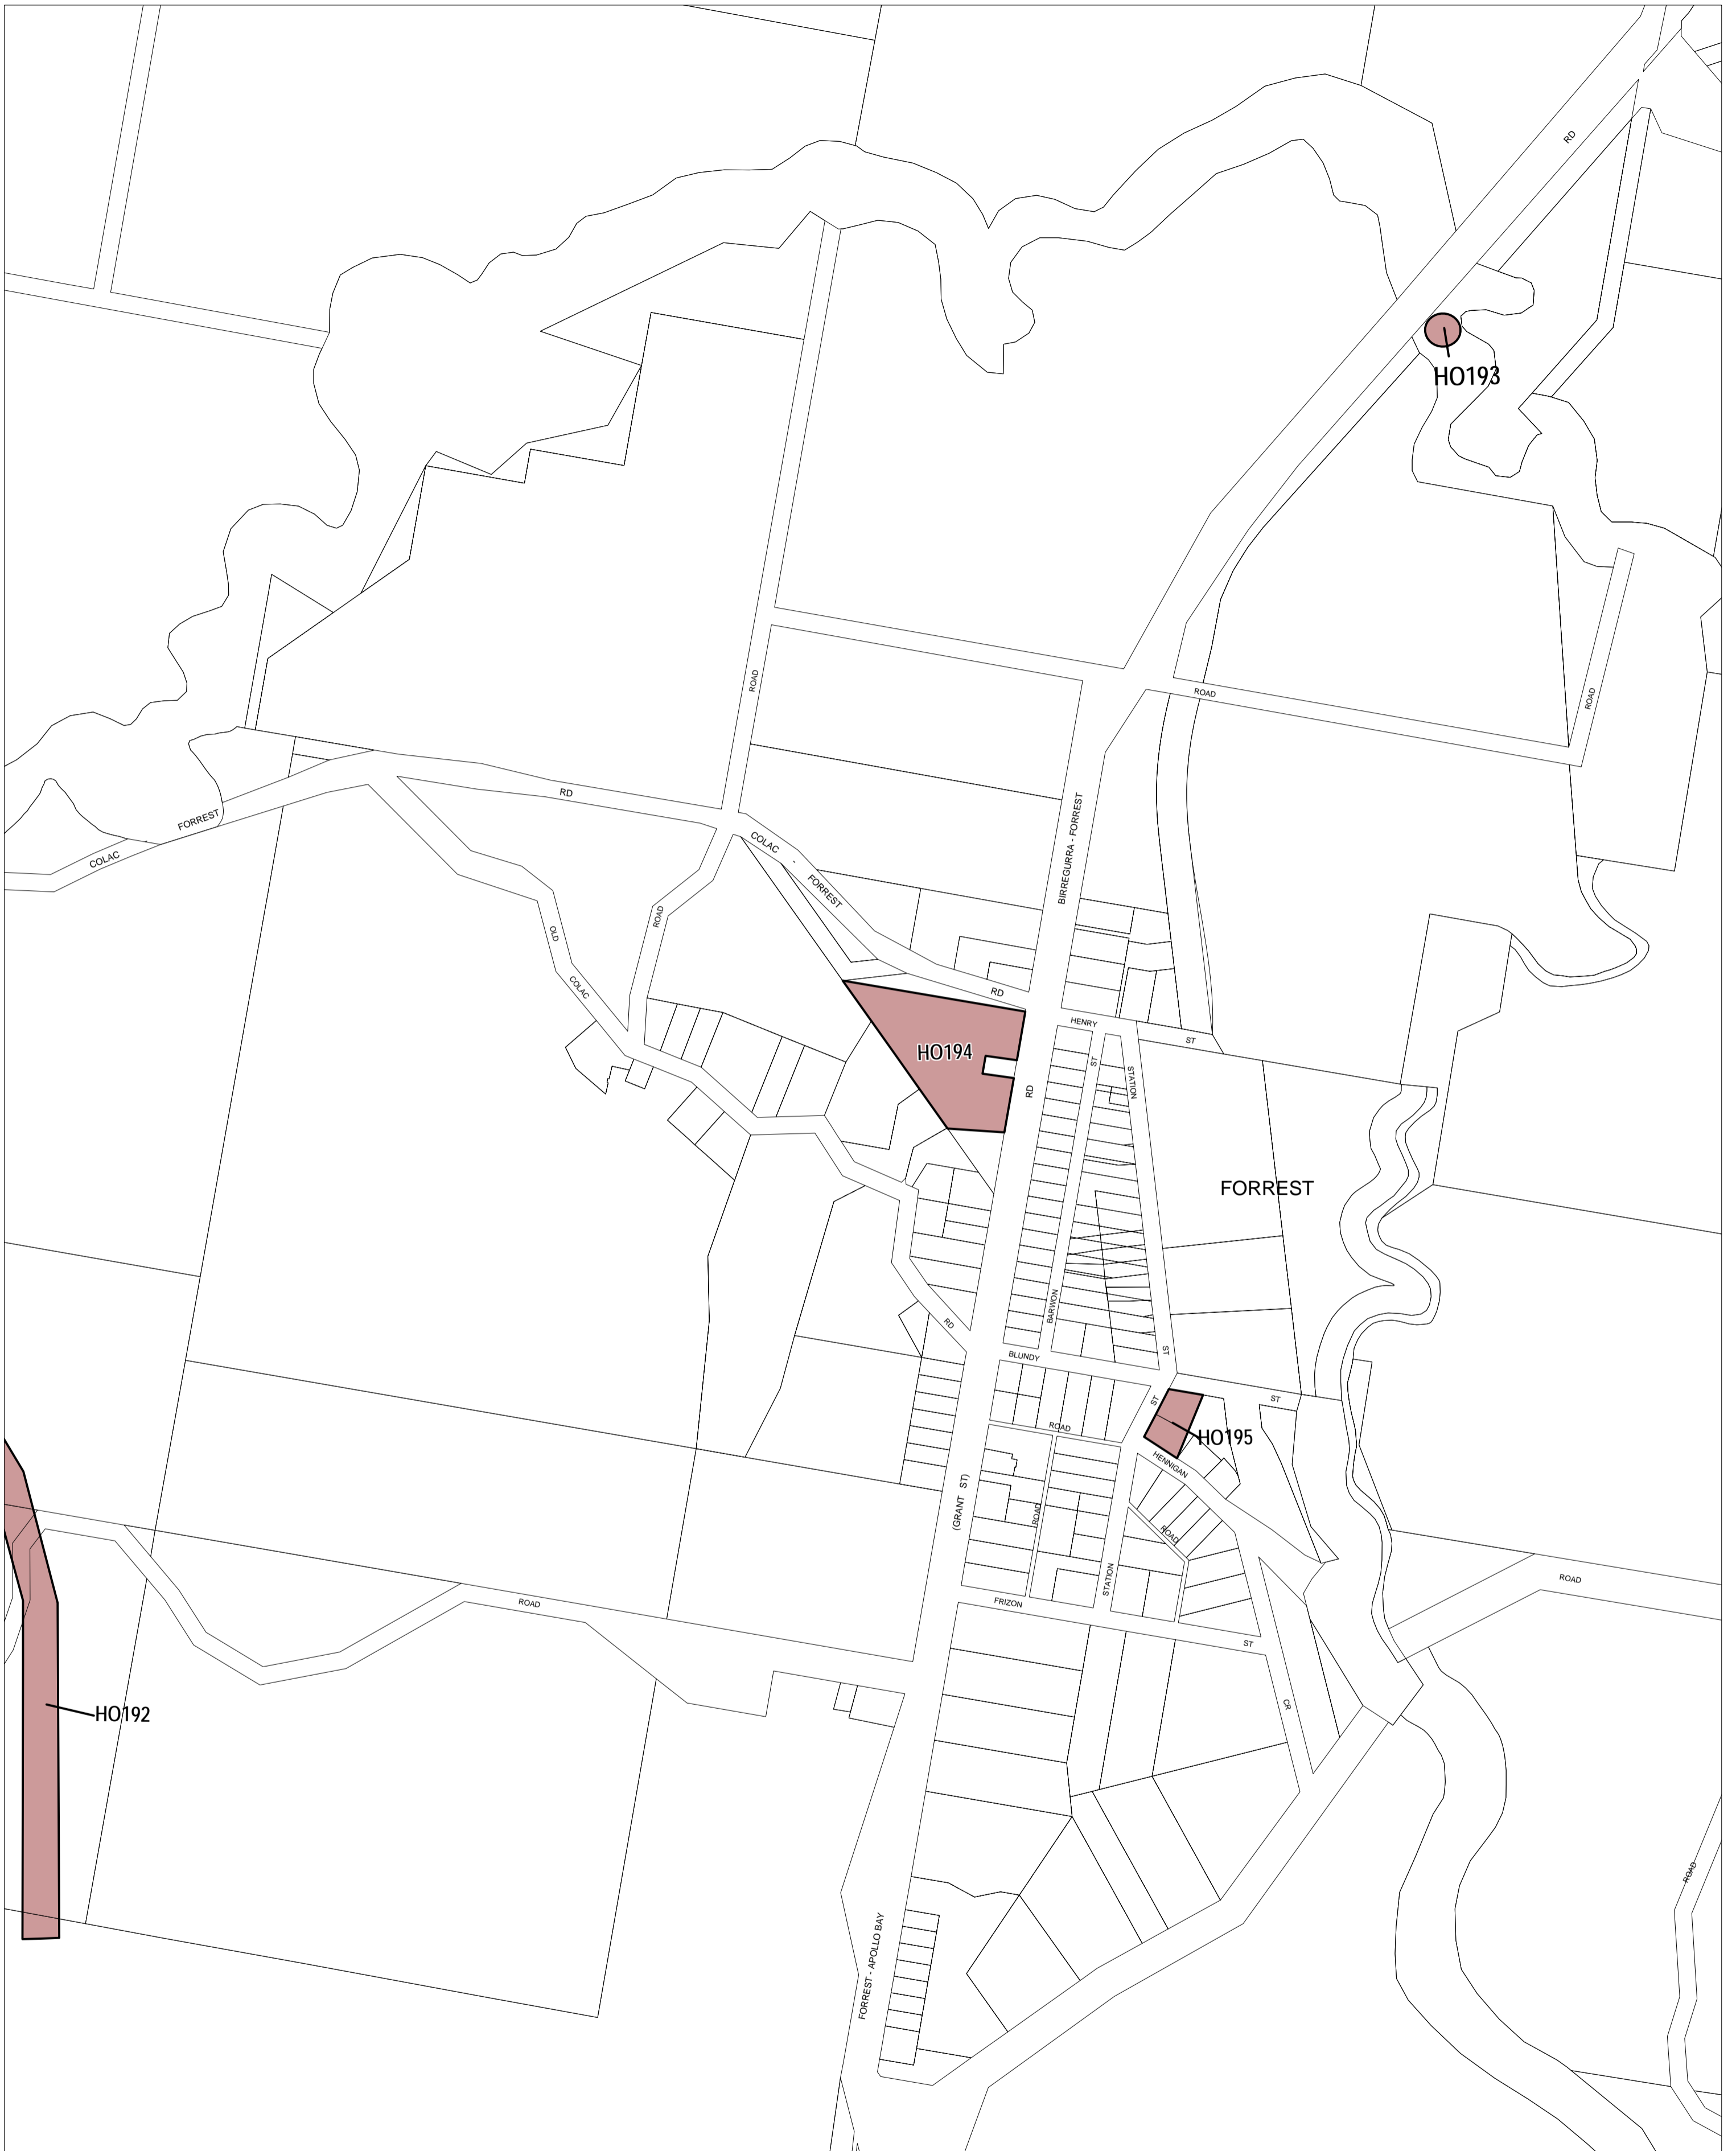 RD
HO193
ROAD
ROAD
ROAD
RD
FORREST
COLAC
COLAC
-
FORREST
BIRREGURRA - FORREST
ROAD
OLD
COLAC
RD
HENRY
ST
HO194
ST
STATION
RD
FORREST
BARWON
RD
BLUNDY
ST
ST
ST
ROAD
HO195
HENNIGAN
(GRANT ST)
ROAD
ROAD
STATION
ROAD
FRIZON
ROAD
ST
CR
HO192
ROAD
FORREST - APOLLO BAY